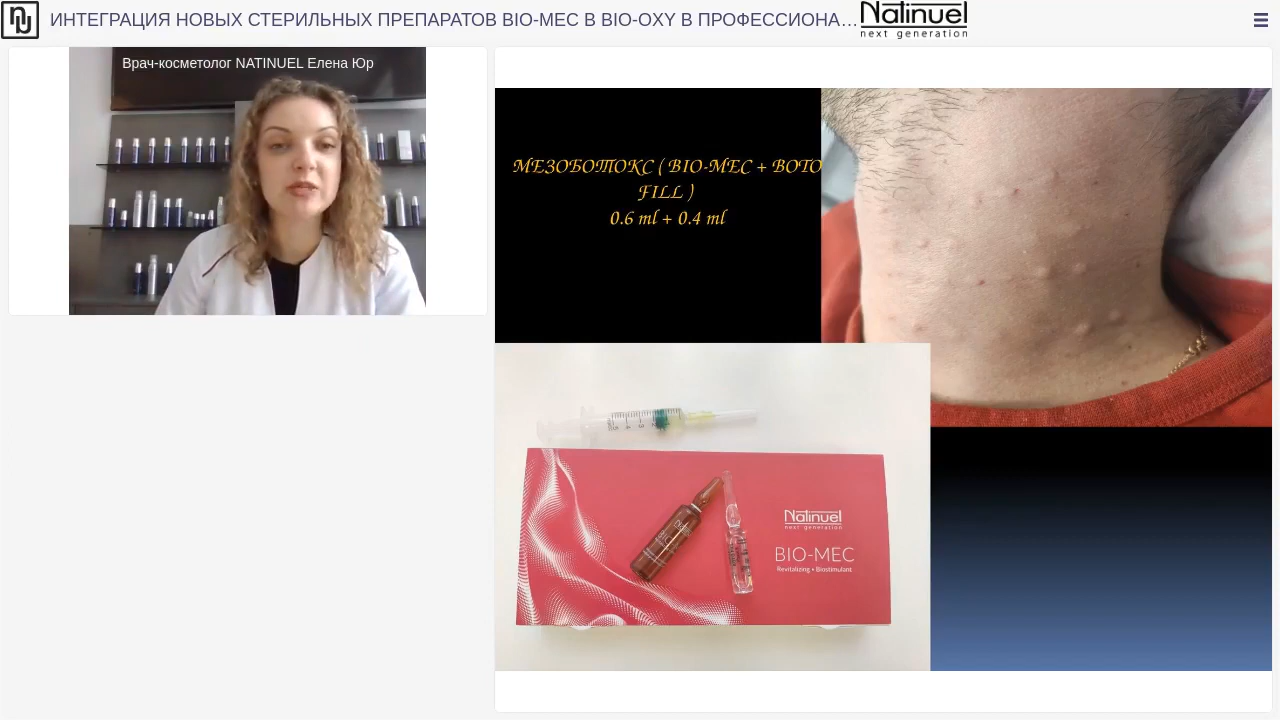 ИНТЕГРАЦИЯ НОВЫХ СТЕРИЛЬНЫХ ПРЕПАРАТОВ BIO-MEC В BIO-OXY В ПРОФЕССИОНА…
Natinuel
next generation
Врач-косметолог NATINUEL Елена Юр
МЕЗОБОТОКС ( BIO-MEC + BOTO
FILL )
0.6 ml + 0.4 ml
Natinuel
next generation
BIO-MEC
Revitalizing • Biostimulant